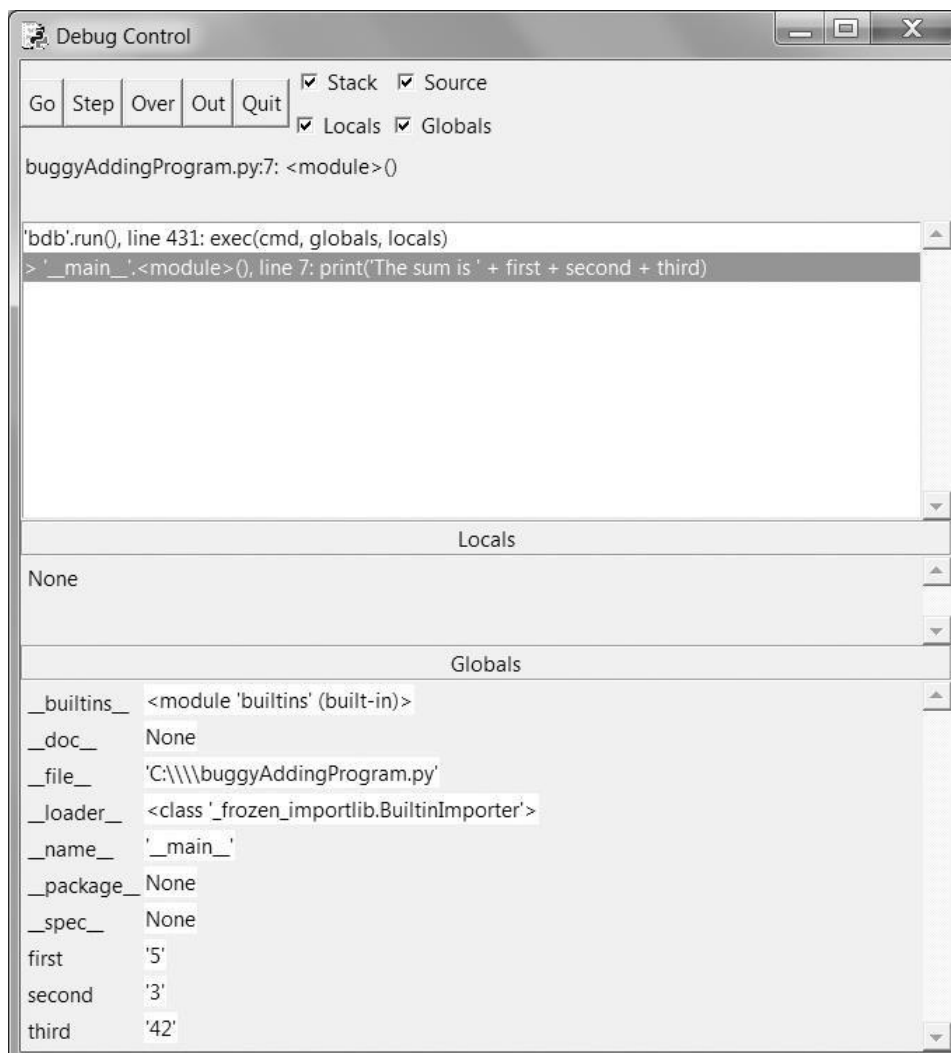 Debug Control
Go Step Over Out Quit
Stack Source
Locals Globals
buggyAddingProgram.py:7: <module>()
'bdb'.run(), line 431: exec(cmd, globals, locals)
> '__main__'.<module>(), line 7: print('The sum is ' + first + second + third)
Locals
None
Globals
__builtins__ <module 'builtins' (built-in)>
__doc__ None
__file__ 'C:\\\\buggyAddingProgram.py'
__loader__ <class '_frozen_importlib.BuiltinImporter'>
__name__ '__main__'
__package__ None
__spec__ None
first '5'
second '3'
third '42'